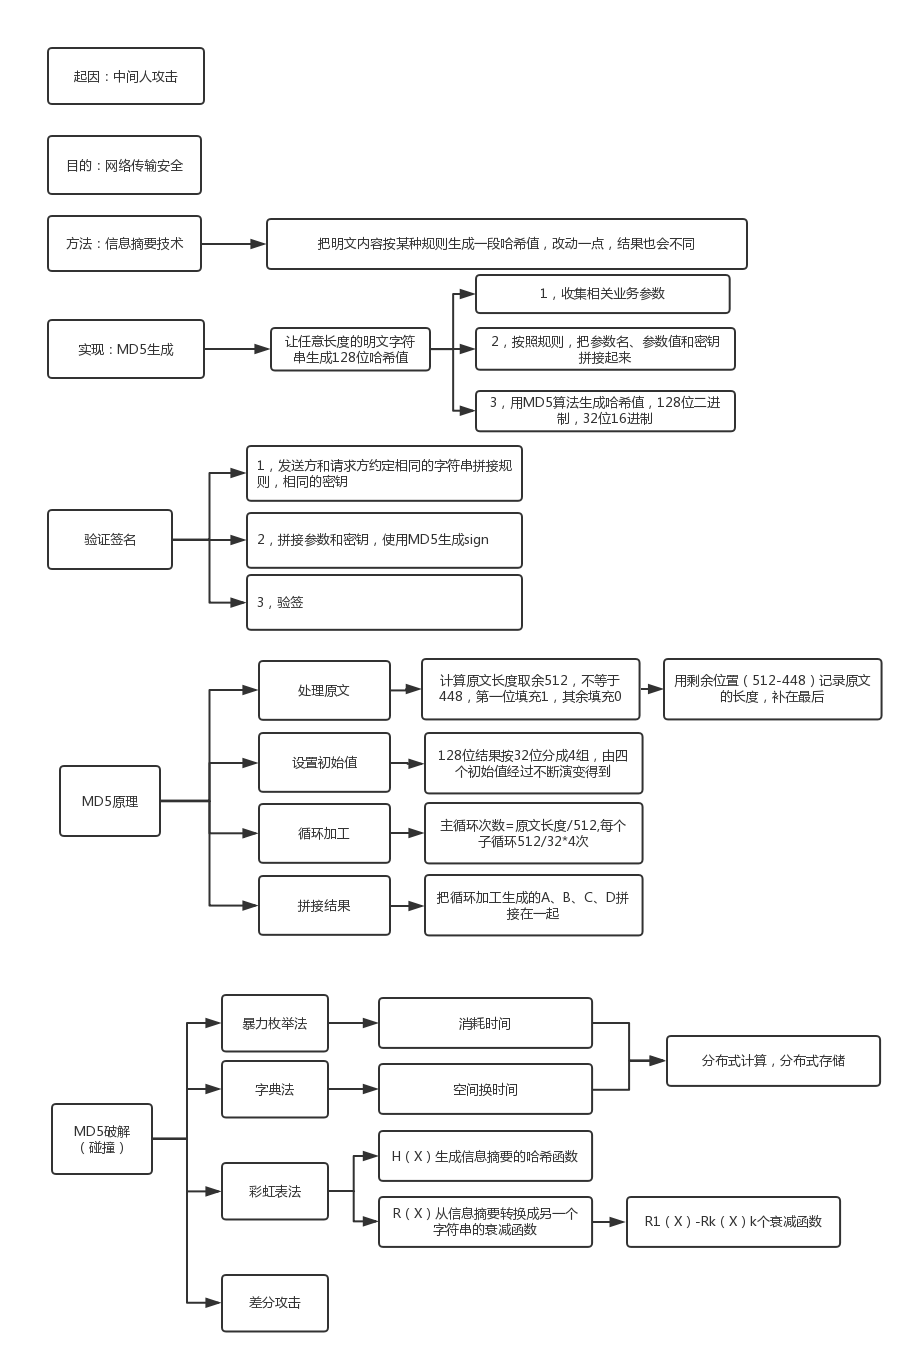 起因：中间人攻击
目的：网络传输安全
方法：信息摘要技术
把明文内容按某种规则生成一段哈希值，改动一点，结果也会不同
实现：MD5生成
让任意长度的明文字符
串生成128位哈希值
1，收集相关业务参数
2，按照规则，把参数名、参数值和密钥
拼接起来
3，用MD5算法生成哈希值，128位二进
制，32位16进制
验证签名
1，发送方和请求方约定相同的字符串拼接规
则，相同的密钥
2，拼接参数和密钥，使用MD5生成sign
3，验签
MD5原理
处理原文
计算原文长度取余512，不等于
448，第一位填充1，其余填充0
用剩余位置（512-448）记录原文
的长度，补在最后
设置初始值
128位结果按32位分成4组，由四
个初始值经过不断演变得到
循环加工
主循环次数=原文长度/512,每个
子循环512/32*4次
拼接结果
把循环加工生成的A、B、C、D拼
接在一起
MD5破解
（碰撞）
暴力枚举法
消耗时间
字典法
空间换时间
分布式计算，分布式存储
彩虹表法
H（X）生成信息摘要的哈希函数
R（X）从信息摘要转换成另一个
字符串的衰减函数
R1（X）-Rk（X）k个衰减函数
差分攻击